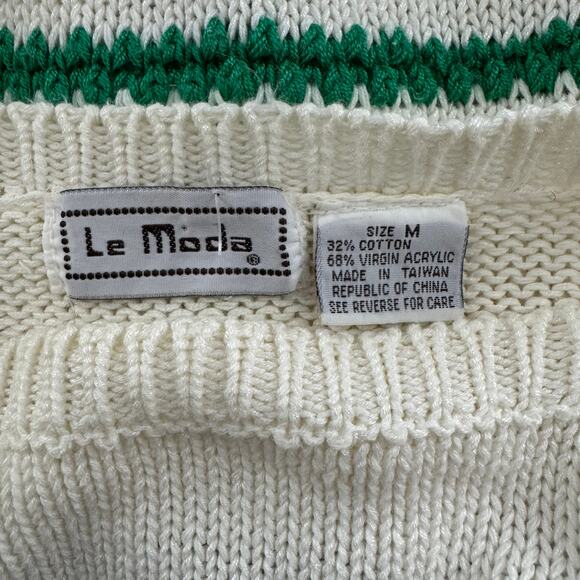 Le Moda®
SIZE M
32% COTTON
68% VIRGIN ACRYLIC
MADE IN TAIWAN
REPUBLIC OF CHINA
SEE REVERSE FOR CARE